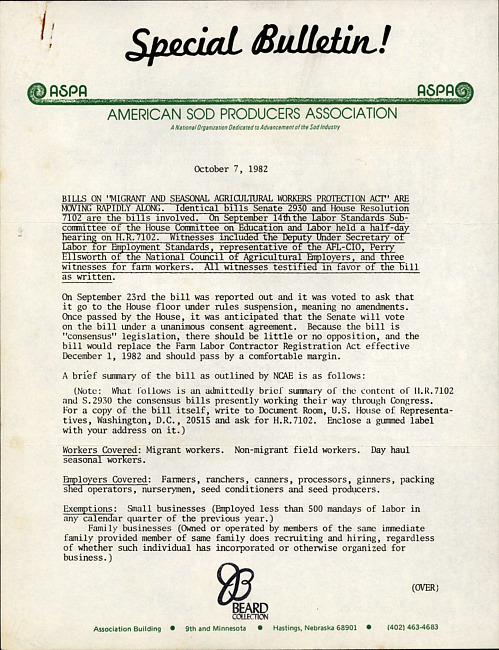 Special Bulletin!
ASPA ASPA
AMERICAN SOD PRODUCERS ASSOCIATION
A National Organization Dedicated to Advancement of the Sod Industry
October 7, 1982
BILLS ON "MIGRANT AND SEASONAL AGRICULTURAL WORKERS PROTECTION ACT" ARE
MOVING RAPIDLY ALONG. Identical bills Senate 2930 and House Resolution
7102 are the bills involved. On September 14th the Labor Standards Sub-
committee of the House Committee on Education and Labor held a half-day
hearing on H.R.7102. Witnesses included the Deputy Under Secretary of
Labor for Employment Standards, representative of the AFL-CIO, Perry
Ellsworth of the National Council of Agricultural Employers, and three
witnesses for farm workers. All witnesses testified in favor of the bill
as written.
On September 23rd the bill was reported out and it was voted to ask that
it go to the House floor under rules suspension, meaning no amendments.
Once passed by the House, it was anticipated that the Senate will vote
on the bill under a unanimous consent agreement. Because the bill is
"consensus" legislation, there should be little or no opposition, and the
bill would replace the Farm Labor Contractor Registration Act effective
December 1, 1982 and should pass by a comfortable margin.
A brief summary of the bill as outlined by NCAE is as follows:
(Note: What follows is an admittedly brief summary of the content of H.R.7102
and S.2930 the consensus bills presently working their way through Congress.
For a copy of the bill itself, write to Document Room, U.S. House of Representa-
tives, Washington, D.C., 20515 and ask for H.R.7102. Enclose a gummed label
with your address on it.)
Workers Covered: Migrant workers. Non-migrant field workers. Day haul
seasonal workers.
Employers Covered: Farmers, ranchers, canners, processors, ginners, packing
shed operators, nurserymen, seed conditioners and seed producers.
Exemptions: Small businesses (Employed less than 500 mandays of labor in
any calendar quarter of the previous year.)
Family businesses (Owned or operated by members of the same immediate
family provided member of same family does recruiting and hiring, regardless
of whether such individual has incorporated or otherwise organized for
business.)
(OVER)
BEARD
COLLECTION
Association Building • 9th and Minnesota • Hastings, Nebraska 68901 • (402) 463-4683